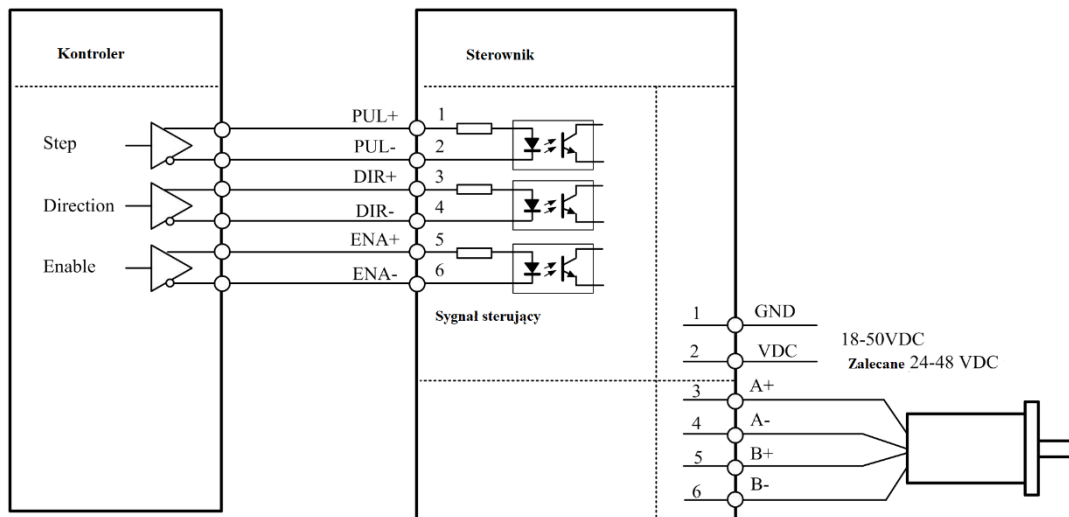 Kontroler
Sterownik
Step
PUL+
1
PUL-
2
Direction
DIR+
3
DIR-
4
Enable
ENA+
5
ENA-
6
Sygnał sterujący
1
GND
18-50VDC
2
VDC
Zalecane 24-48 VDC
3
A+
4
A-
5
B+
6
B-